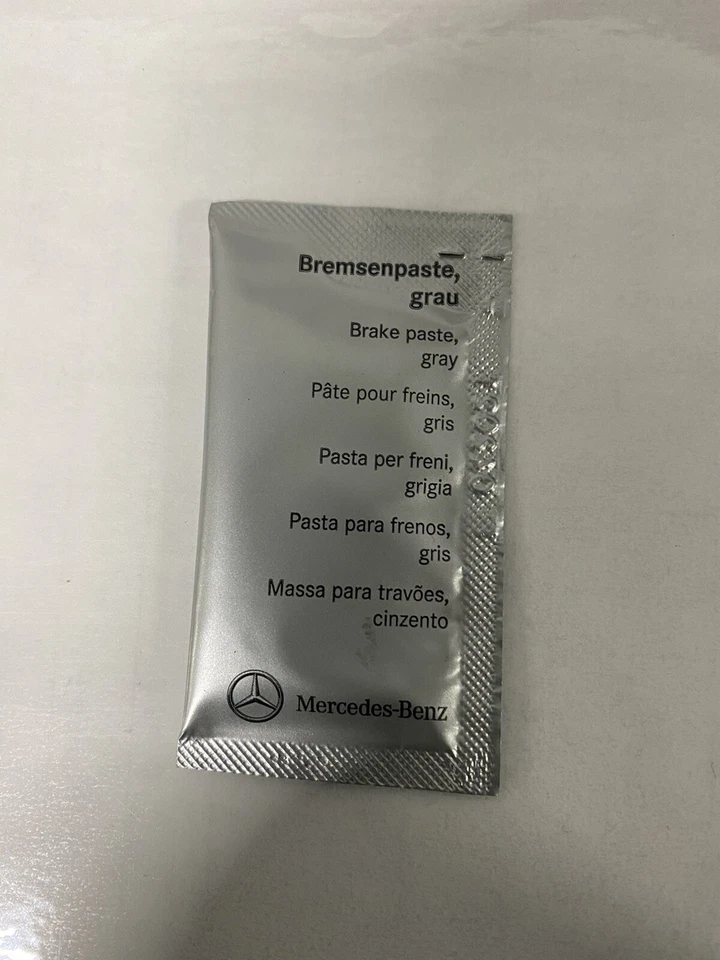 Bremsenpaste,
grau
Brake paste,
gray
Pâte pour freins,
gris
Pasta per freni,
grigia
Pasta para frenos,
gris
Massa para travões,
cinzento
Mercedes-Benz